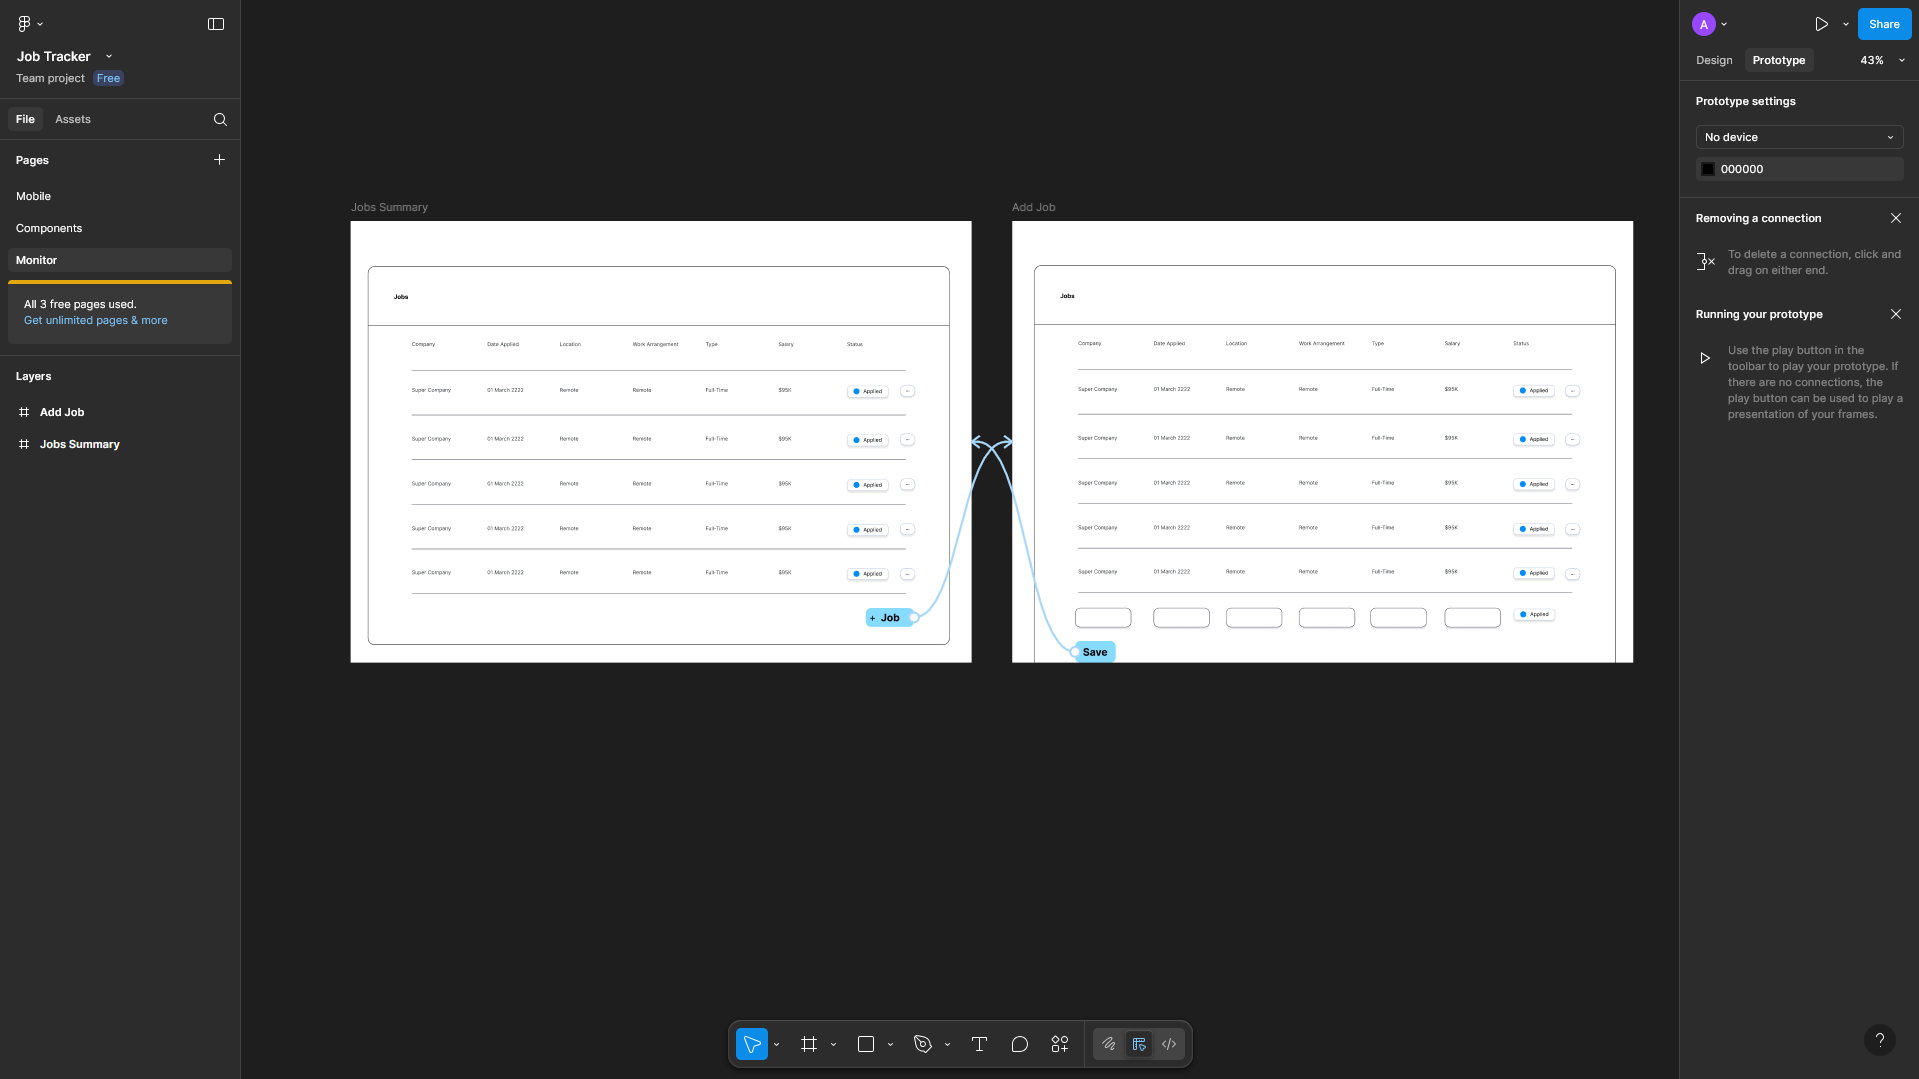 Job Tracker
Team project Free
File Assets
Pages
Mobile
Components
Monitor
All 3 free pages used.
Get unlimited pages & more
Layers
Add Job
Jobs Summary
Jobs Summary
Jobs
Company Date Applied Location Work Arrangement Type Salary Status
Super Company 01 March 2222 Remote Remote Full-Time $95K Applied
Super Company 01 March 2222 Remote Remote Full-Time $95K Applied
Super Company 01 March 2222 Remote Remote Full-Time $95K Applied
Super Company 01 March 2222 Remote Remote Full-Time $95K Applied
Super Company 01 March 2222 Remote Remote Full-Time $95K Applied
+ Job
Add Job
Jobs
Company Date Applied Location Work Arrangement Type Salary Status
Super Company 01 March 2222 Remote Remote Full-Time $95K Applied
Super Company 01 March 2222 Remote Remote Full-Time $95K Applied
Super Company 01 March 2222 Remote Remote Full-Time $95K Applied
Super Company 01 March 2222 Remote Remote Full-Time $95K Applied
Super Company 01 March 2222 Remote Remote Full-Time $95K Applied
Applied
Save
A
Share
Design Prototype 43%
Prototype settings
No device
000000
Removing a connection
To delete a connection, click and
drag on either end.
Running your prototype
Use the play button in the
toolbar to play your prototype. If
there are no connections, the
play button can be used to play a
presentation of your frames.
?